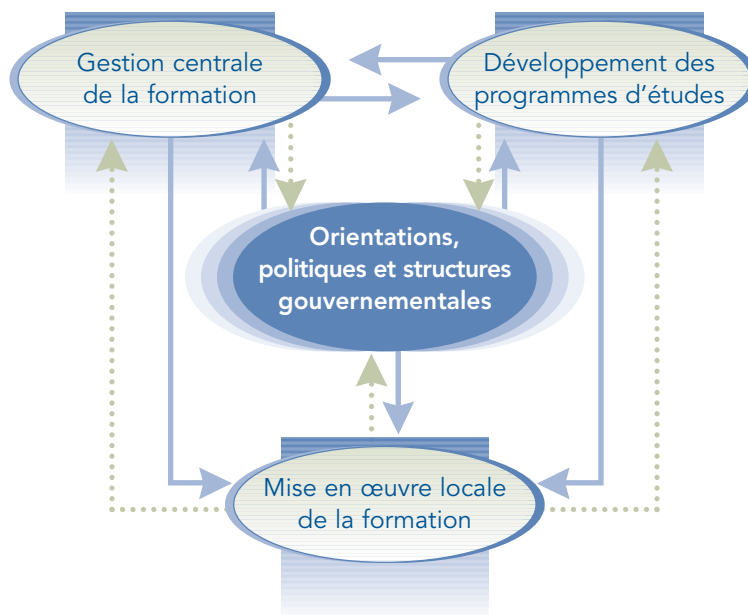 Gestion centrale
de la formation
Développement des
programmes d’études
Orientations,
politiques et structures
gouvernementales
Mise en œuvre locale
de la formation